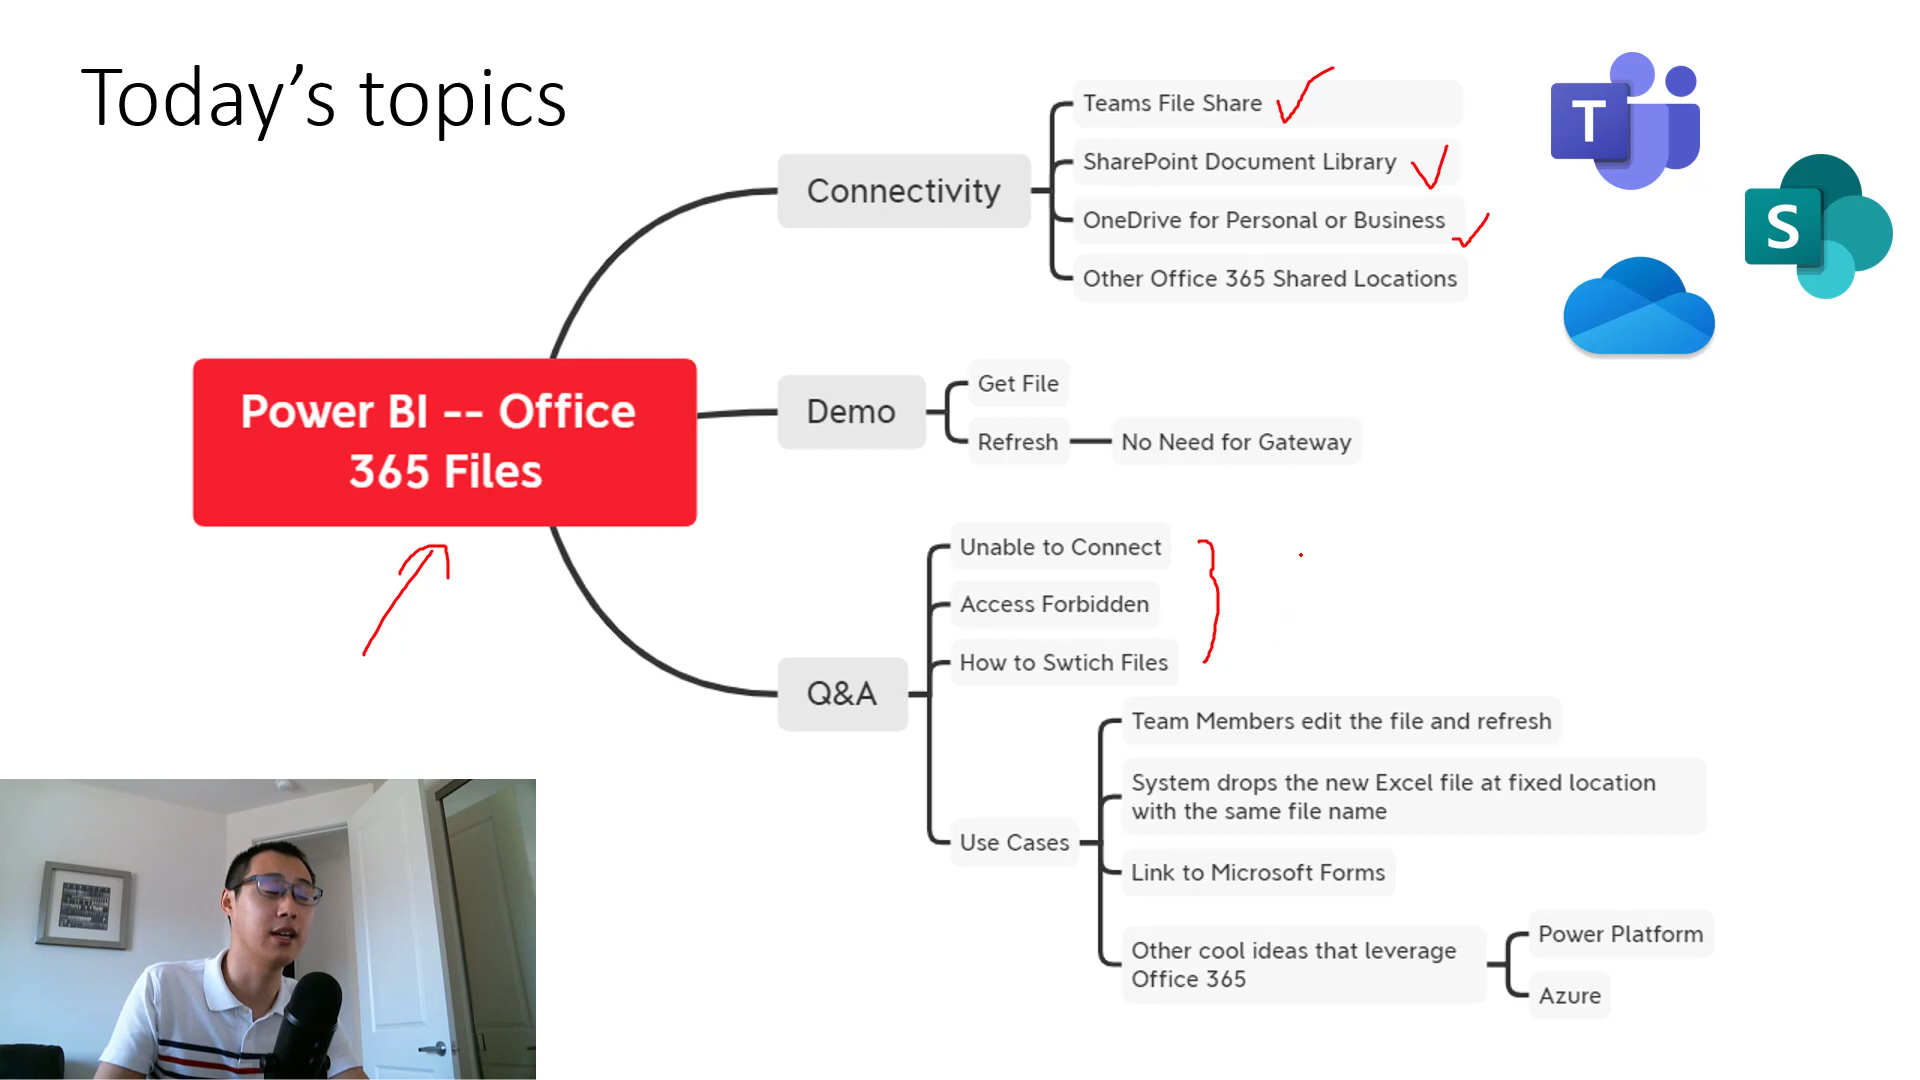 Today's topics
Connectivity
Teams File Share
SharePoint Document Library
OneDrive for Personal or Business
Other Office 365 Shared Locations
T
S
Power BI -- Office
365 Files
Demo
Get File
Refresh
No Need for Gateway
Q&A
Unable to Connect
Access Forbidden
How to Swtich Files
Use Cases
Team Members edit the file and refresh
System drops the new Excel file at fixed location
with the same file name
Link to Microsoft Forms
Other cool ideas that leverage
Office 365
Power Platform
Azure